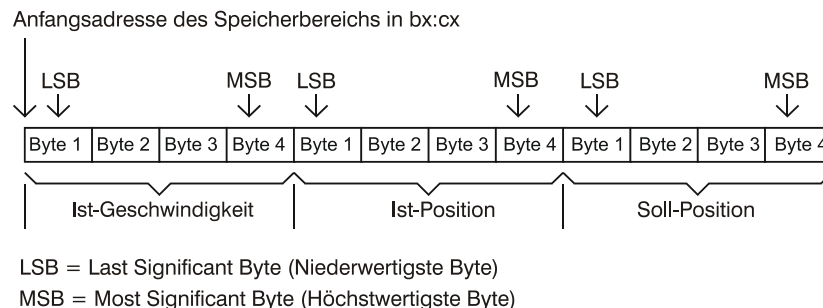 Anfangsadresse des Speicherbereichs in bx:cx
LSB MSB LSB MSB LSB MSB
Byte 1 Byte 2 Byte 3 Byte 4 Byte 1 Byte 2 Byte 3 Byte 4 Byte 1 Byte 2 Byte 3 Byte 4
Ist-Geschwindigkeit Ist-Position Soll-Position
LSB = Last Significant Byte (Niederwertigste Byte)
MSB = Most Significant Byte (Höchstwertigste Byte)